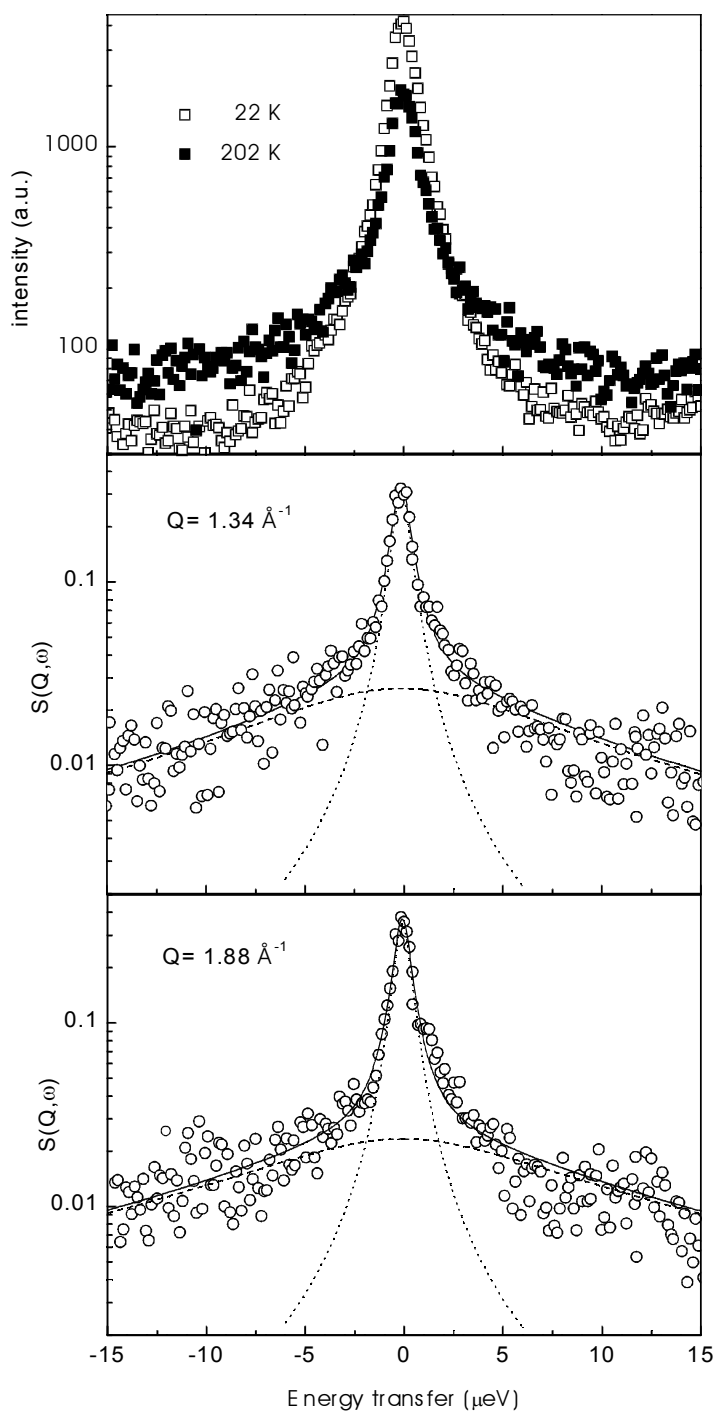 22 K
202 K
1000
100
intensity (a.u.)
Q= 1.34 Å⁻¹
0.1
0.01
S(Q,ω)
Q= 1.88 Å⁻¹
0.1
0.01
S(Q,ω)
-15 -10 -5 0 5 10 15
Energy transfer (μeV)